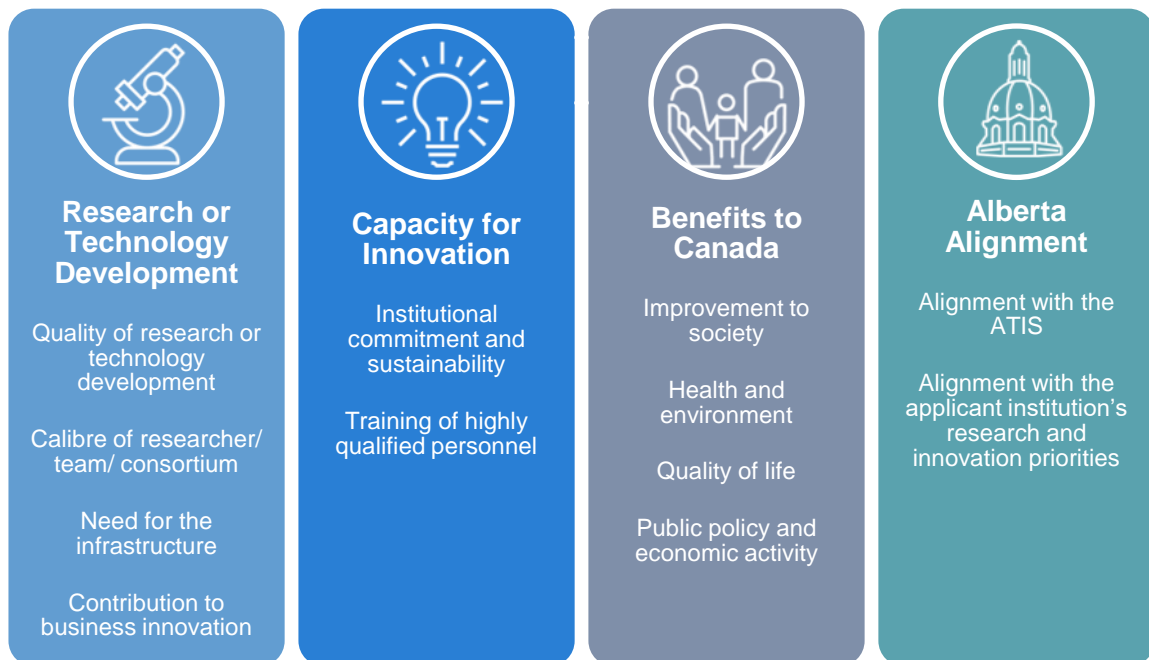 Research or
Technology
Development
Quality of research or
technology
development
Calibre of researcher/
team/ consortium
Need for the
infrastructure
Contribution to
business innovation
Capacity for
Innovation
Institutional
commitment and
sustainability
Training of highly
qualified personnel
Benefits to
Canada
Improvement to
society
Health and
environment
Quality of life
Public policy and
economic activity
Alberta
Alignment
Alignment with the
ATIS
Alignment with the
applicant institution’s
research and
innovation priorities